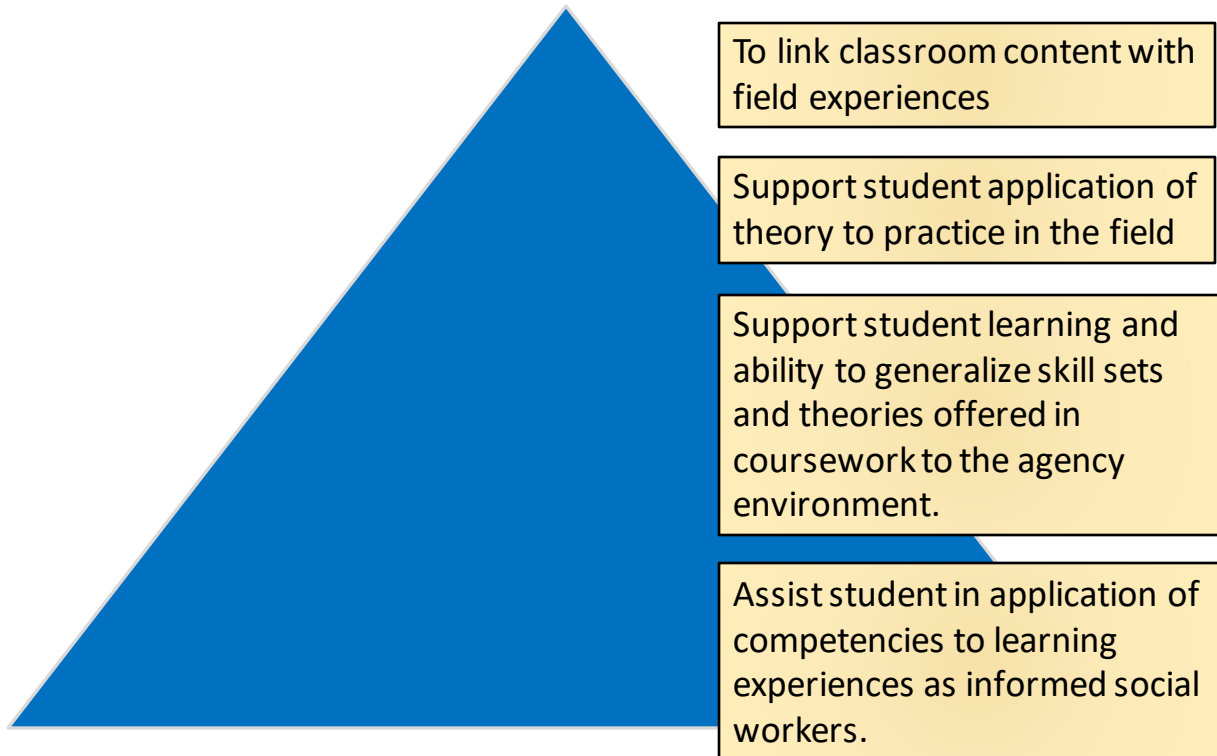 To link classroom content with
field experiences
Support student application of
theory to practice in the field
Support student learning and
ability to generalize skill sets
and theories offered in
coursework to the agency
environment.
Assist student in application of
competencies to learning
experiences as informed social
workers.